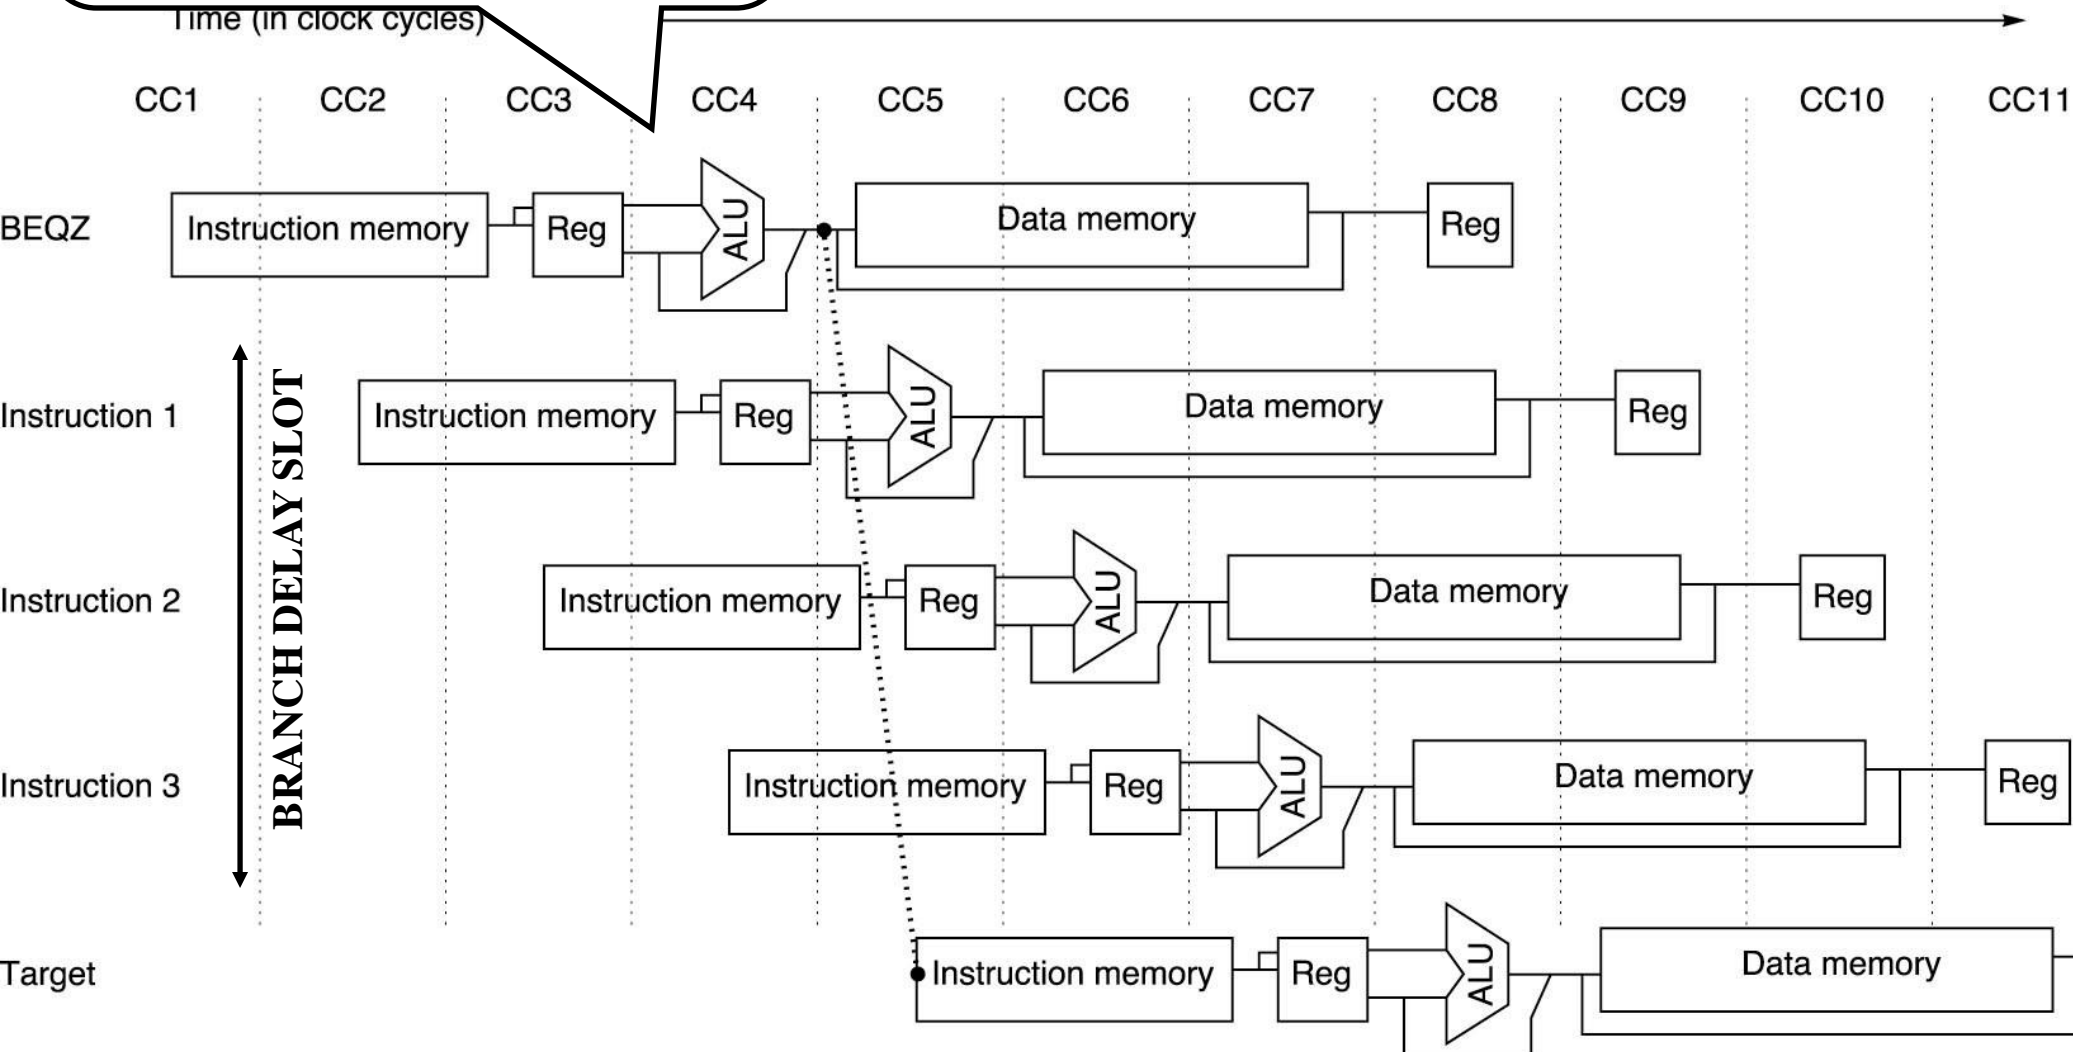 Time (in clock cycles)
CC1 CC2 CC3 CC4 CC5 CC6 CC7 CC8 CC9 CC10 CC11
BEQZ Instruction memory Reg ALU Data memory Reg
BRANCH DELAY SLOT
Instruction 1 Instruction memory Reg ALU Data memory Reg
Instruction 2 Instruction memory Reg ALU Data memory Reg
Instruction 3 Instruction memory Reg ALU Data memory Reg
Target Instruction memory Reg ALU Data memory